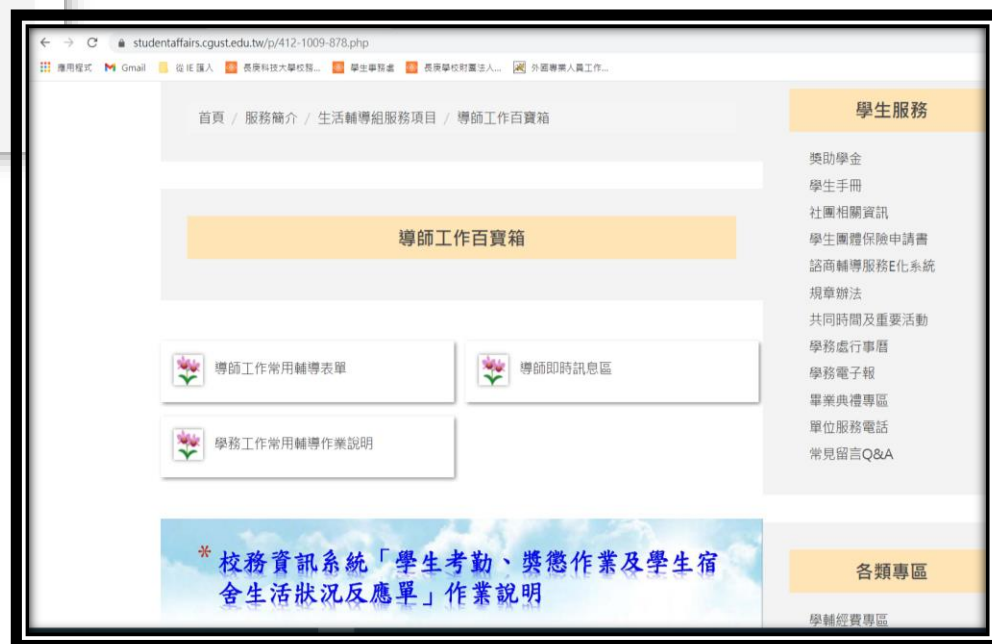 studentaffairs.cgust.edu.tw/p/412-1009-878.php
應用程式 Gmail 從 IE 匯入 長庚科技大學校務... 學生事務處 長庚學校財團法人... 外國專業人員工作...
首頁 / 服務簡介 / 生活輔導組服務項目 / 導師工作百寶箱
導師工作百寶箱
導師工作常用輔導表單
導師即時訊息區
學務工作常用輔導作業說明
*校務資訊系統「學生考勤、獎懲作業及學生宿
舍生活狀況反應單」作業說明
學生服務
獎助學金
學生手冊
社團相關資訊
學生團體保險申請書
諮商輔導服務E化系統
規章辦法
共同時間及重要活動
學務處行事曆
學務電子報
畢業典禮專區
單位服務電話
常見留言Q&A
各類專區
學輔經費專區